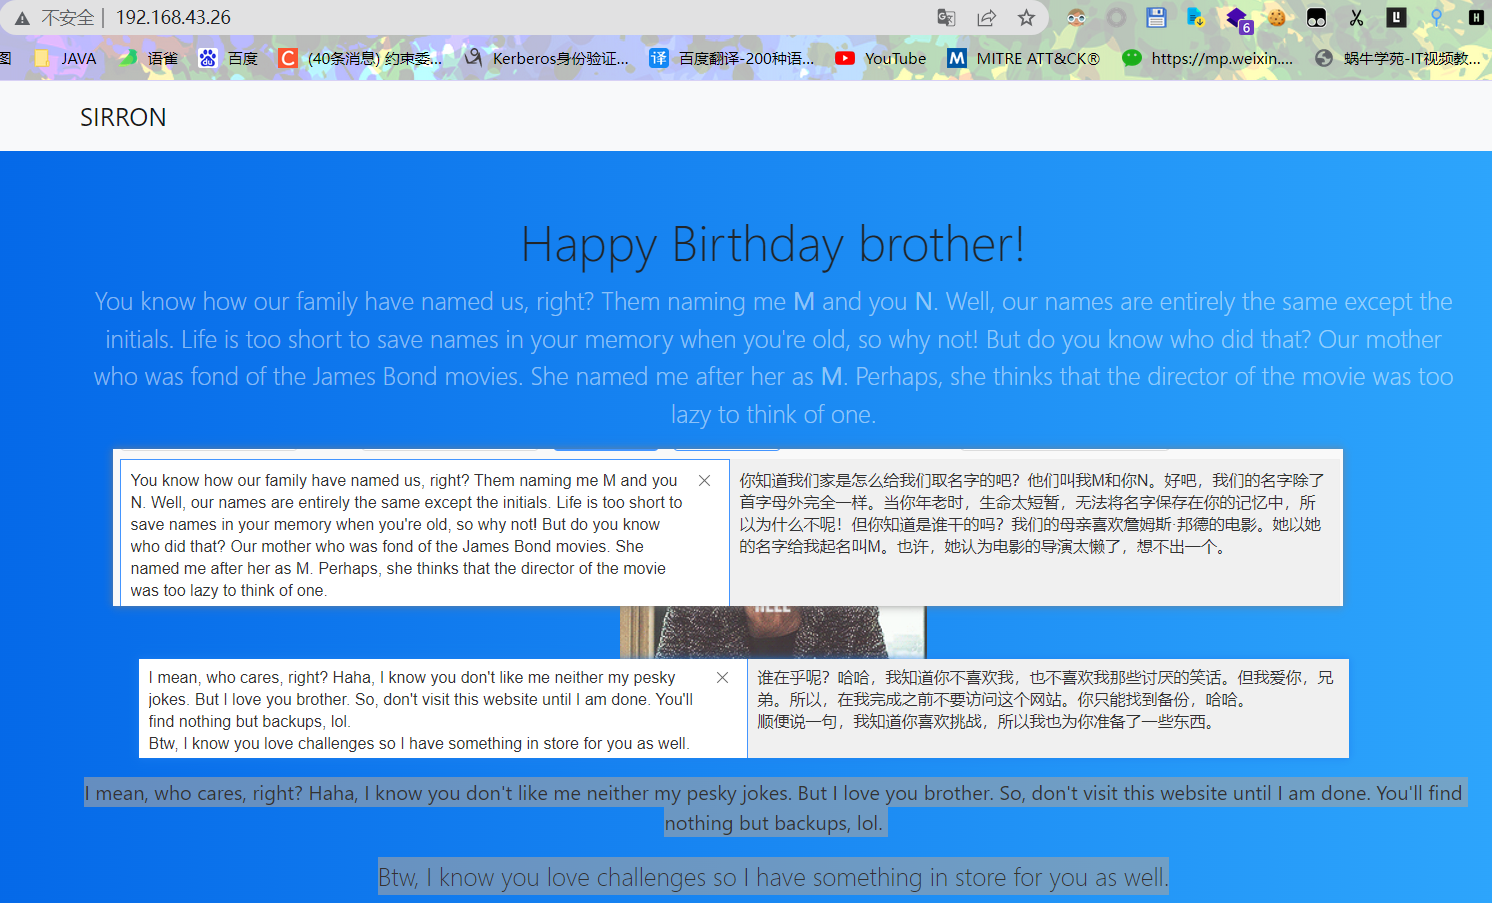 不安全 | 192.168.43.26
6
图 JAVA 语雀 百度 (40条消息) 约束委... Kerberos身份验证... 百度翻译-200种语... YouTube MITRE ATT&CK® https://mp.weixin.... 蜗牛学苑-IT视频教...
SIRRON
Happy Birthday brother!
You know how our family have named us, right? Them naming me M and you N. Well, our names are entirely the same except the
initials. Life is too short to save names in your memory when you're old, so why not! But do you know who did that? Our mother
who was fond of the James Bond movies. She named me after her as M. Perhaps, she thinks that the director of the movie was too
lazy to think of one.
You know how our family have named us, right? Them naming me M and you
N. Well, our names are entirely the same except the initials. Life is too short to
save names in your memory when you're old, so why not! But do you know
who did that? Our mother who was fond of the James Bond movies. She
named me after her as M. Perhaps, she thinks that the director of the movie
was too lazy to think of one.
你知道我们家是怎么给我们取名字的吧？他们叫我M和你N。好吧，我们的名字除了
首字母外完全一样。当你年老时，生命太短暂，无法将名字保存在你的记忆中，所
以为什么不呢！但你知道是谁干的吗？我们的母亲喜欢詹姆斯·邦德的电影。她以她
的名字给我起名叫M。也许，她认为电影的导演太懒了，想不出一个。
I mean, who cares, right? Haha, I know you don't like me neither my pesky
jokes. But I love you brother. So, don't visit this website until I am done. You'll
find nothing but backups, lol.
Btw, I know you love challenges so I have something in store for you as well.
谁在乎呢？哈哈，我知道你不喜欢我，也不喜欢我那些讨厌的笑话。但我爱你，兄
弟。所以，在我完成之前不要访问这个网站。你只能找到备份，哈哈。
顺便说一句，我知道你喜欢挑战，所以我也为你准备了一些东西。
I mean, who cares, right? Haha, I know you don't like me neither my pesky jokes. But I love you brother. So, don't visit this website until I am done. You'll find
nothing but backups, lol.
Btw, I know you love challenges so I have something in store for you as well.